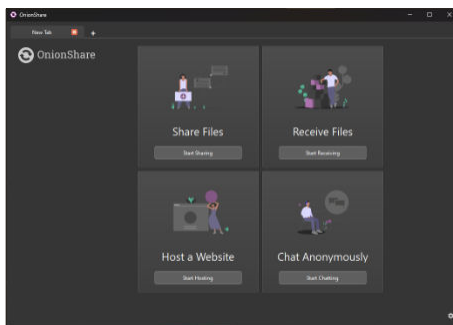 OnionShare
New Tab
+
OnionShare
Share Files
Start Sharing
Receive Files
Start Receiving
Host a Website
Start Hosting
Chat Anonymously
Start Chatting